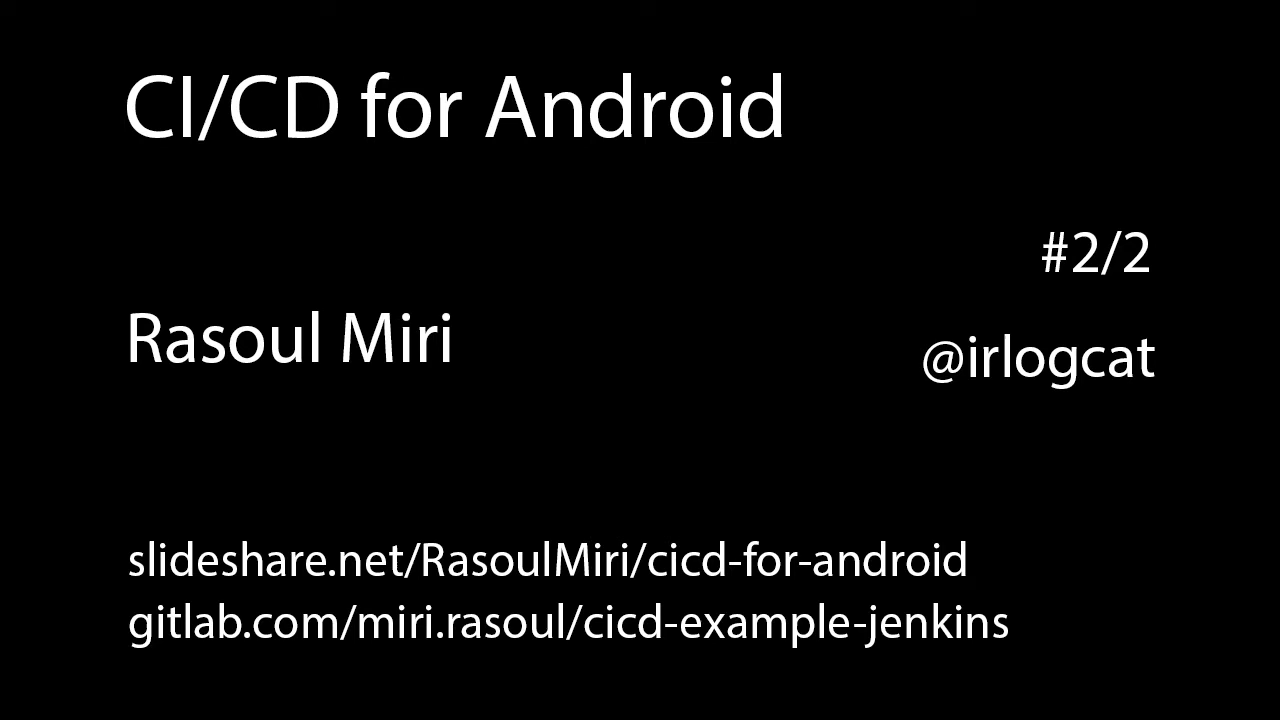 CI/CD for Android
#2/2
Rasoul Miri
@irlogcat
slideshare.net/RasoulMiri/cicd-for-android
gitlab.com/miri.rasoul/cicd-example-jenkins